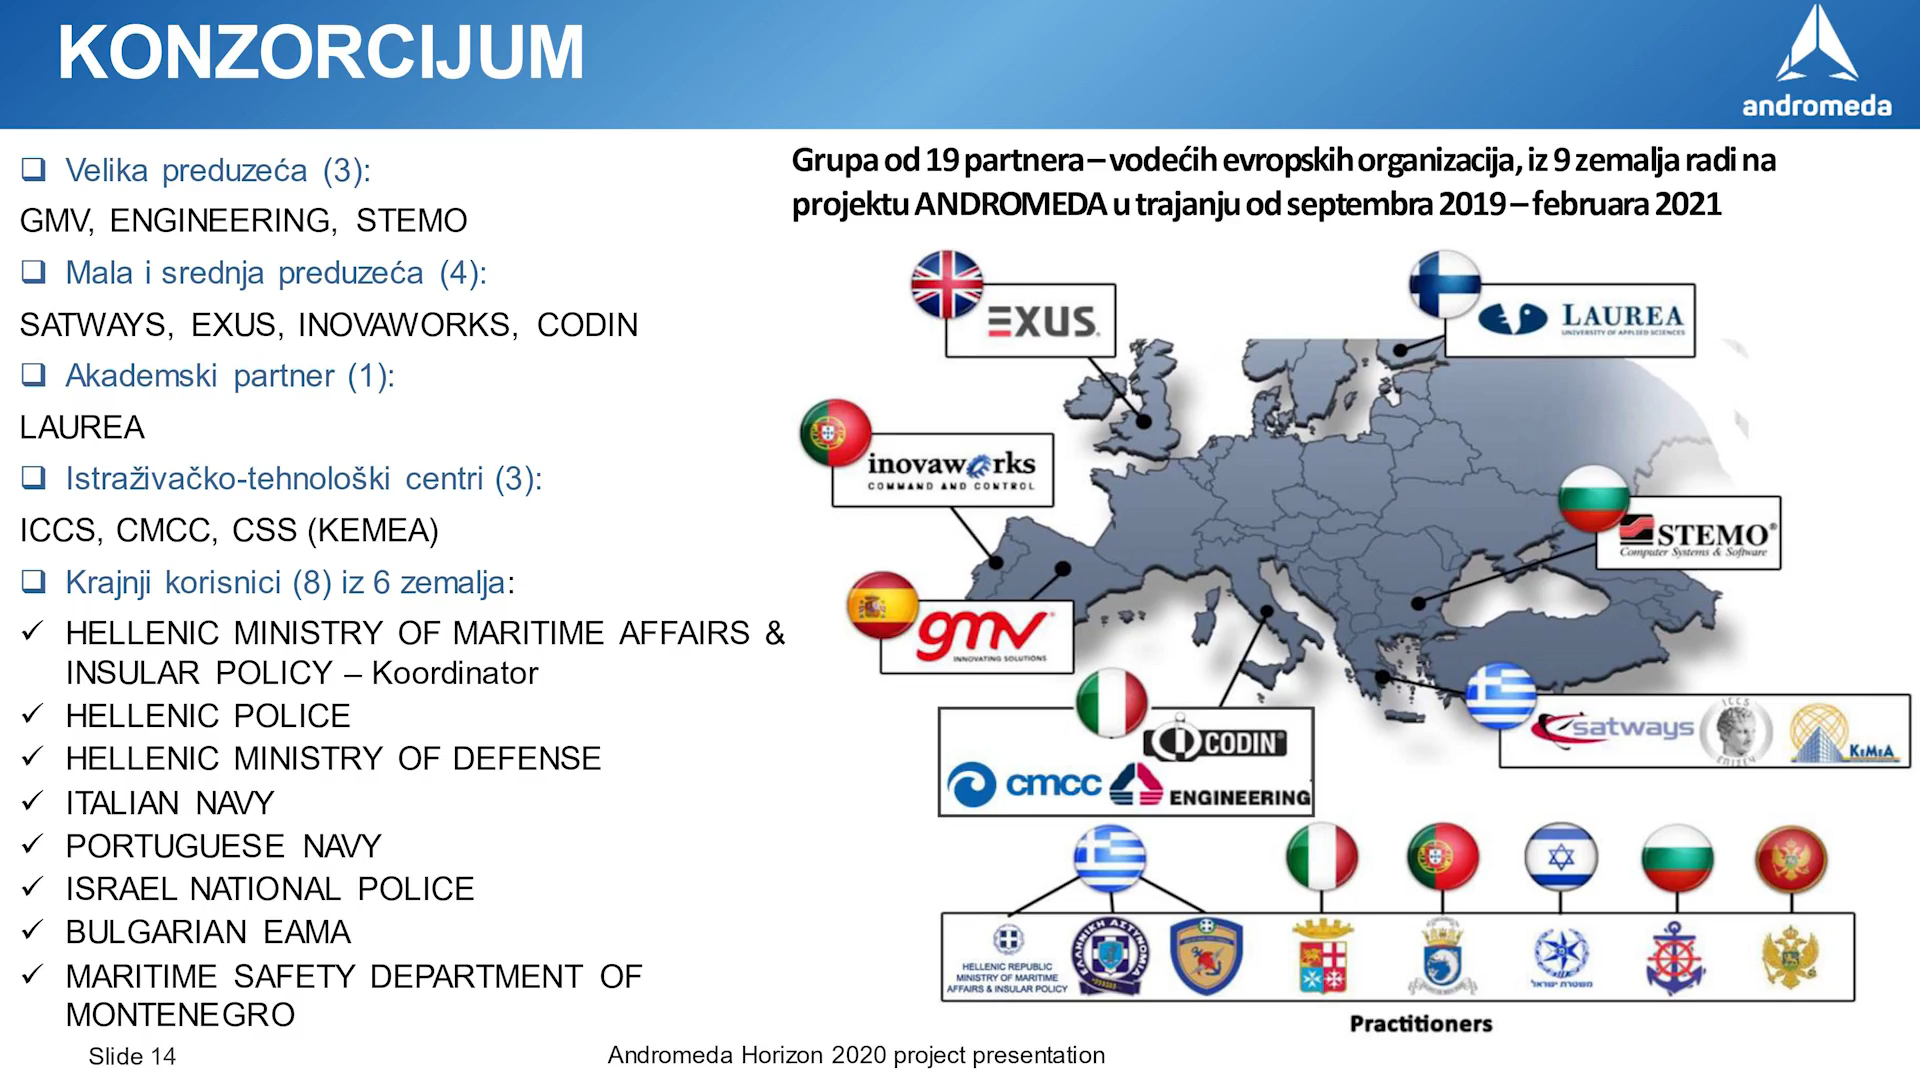 KONZORCIJUM
andromeda
Velika preduzeća (3):
GMV, ENGINEERING, STEMO
Mala i srednja preduzeća (4):
SATWAYS, EXUS, INOVAWORKS, CODIN
Akademski partner (1):
LAUREA
Istraživačko-tehnološki centri (3):
ICCS, CMCC, CSS (KEMEA)
Krajnji korisnici (8) iz 6 zemalja:
HELLENIC MINISTRY OF MARITIME AFFAIRS &
INSULAR POLICY – Koordinator
HELLENIC POLICE
HELLENIC MINISTRY OF DEFENSE
ITALIAN NAVY
PORTUGUESE NAVY
ISRAEL NATIONAL POLICE
BULGARIAN EAMA
MARITIME SAFETY DEPARTMENT OF
MONTENEGRO
Grupa od 19 partnera – vodećih evropskih organizacija, iz 9 zemalja radi na
projektu ANDROMEDA u trajanju od septembra 2019 – februara 2021
EXUS
LAUREA
UNIVERSITY OF APPLIED SCIENCES
inovaworks
COMMAND AND CONTROL
STEMO
Computer Systems & Software
gmv
INNOVATING SOLUTIONS
CODIN
cmcc
ENGINEERING
satways
ICCS
ΕΠΙΣΕΥ
KEMEA
HELLENIC REPUBLIC
MINISTRY OF MARITIME
AFFAIRS & INSULAR POLICY
ΕΛΛΗΝΙΚΗ ΑΣΤΥΝΟΜΙΑ
משטרת ישראל
Practitioners
Slide 14
Andromeda Horizon 2020 project presentation